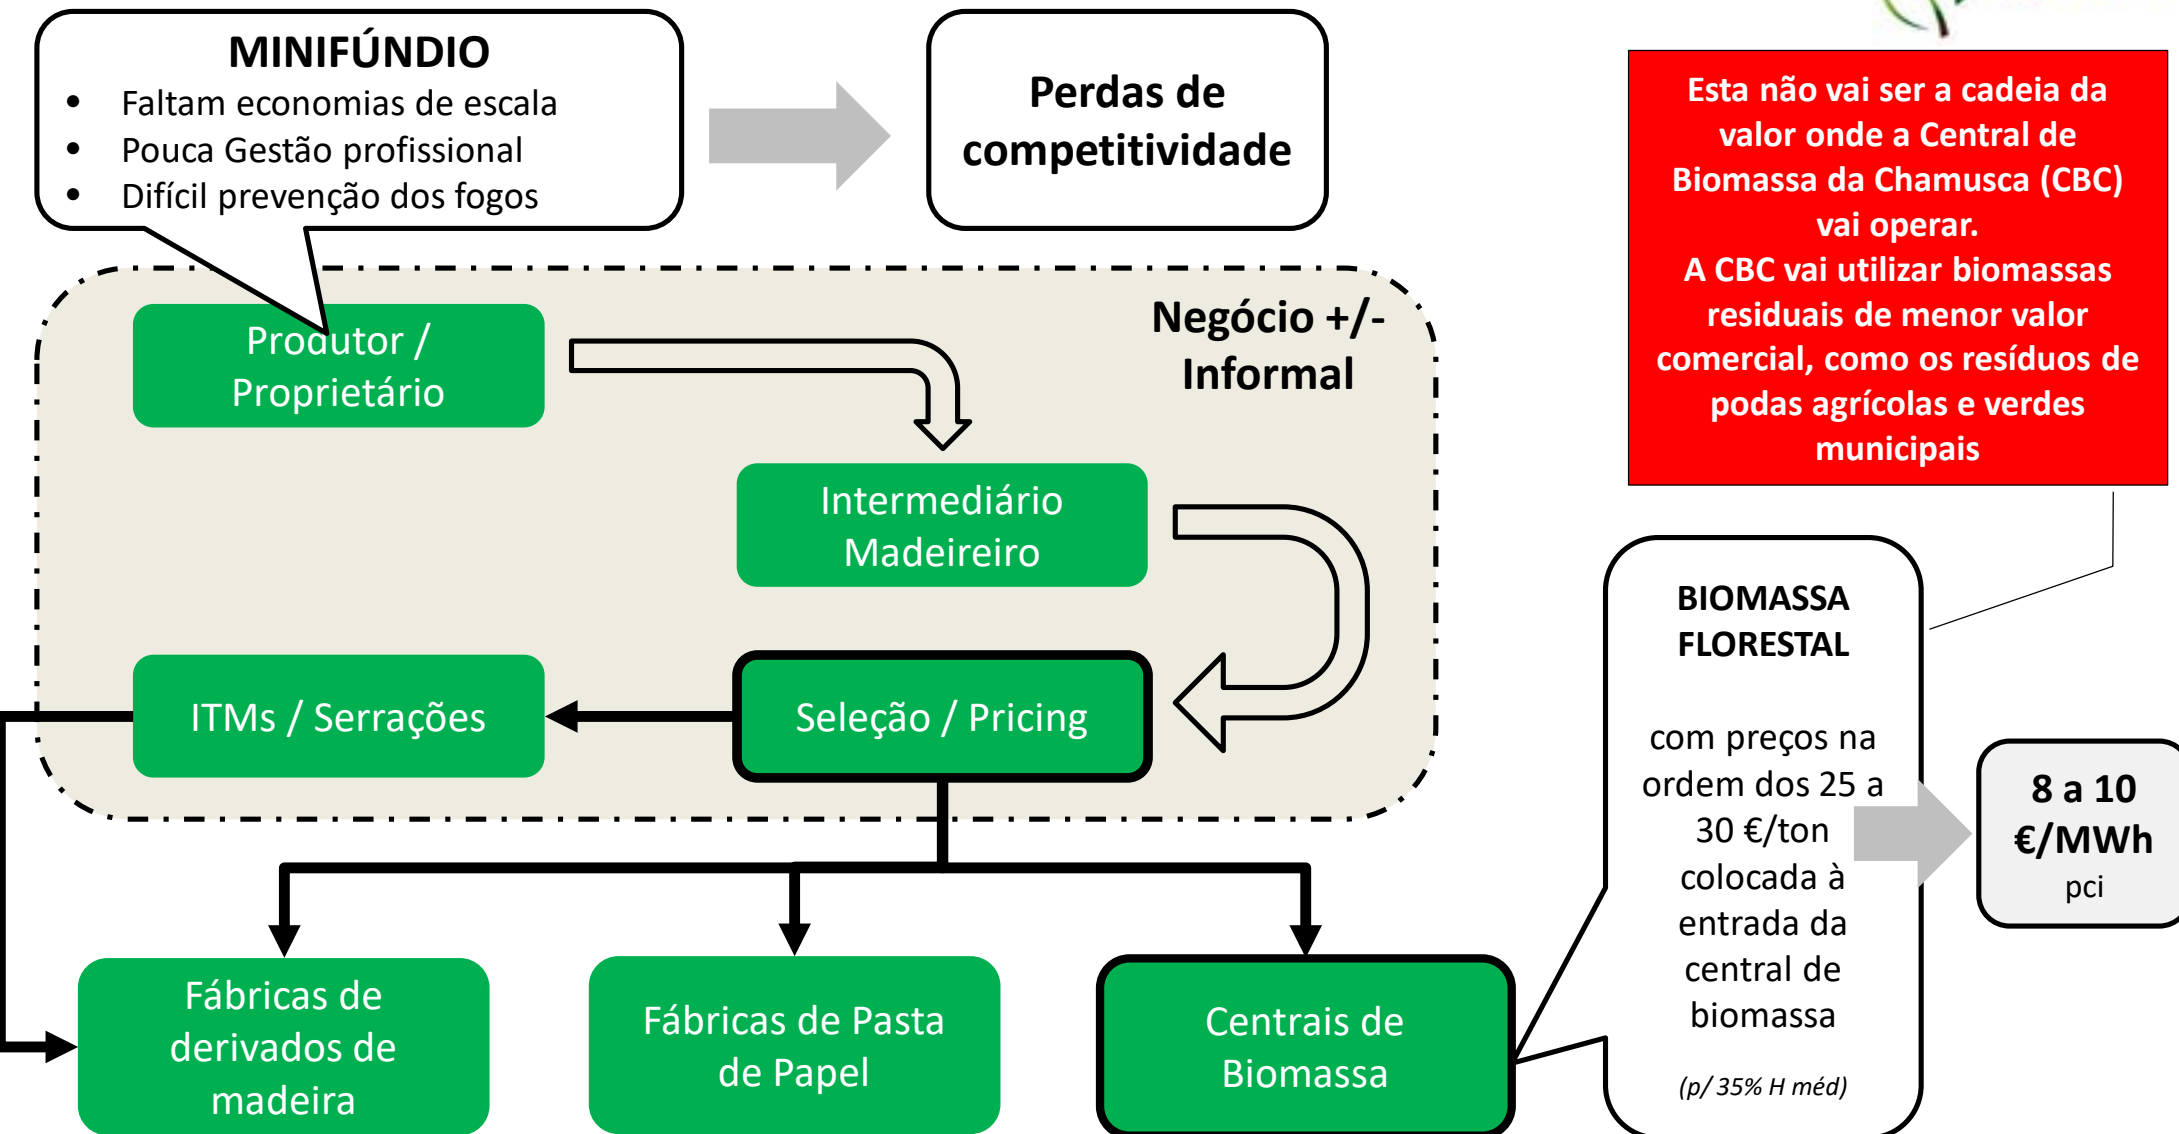 MINIFÚNDIO
• Faltam economias de escala
• Pouca Gestão profissional
• Difícil prevenção dos fogos
Perdas de
competitividade
Esta não vai ser a cadeia da
valor onde a Central de
Biomassa da Chamusca (CBC)
vai operar.
A CBC vai utilizar biomassas
residuais de menor valor
comercial, como os resíduos de
podas agrícolas e verdes
municipais
Negócio +/-
Informal
Produtor /
Proprietário
Intermediário
Madeireiro
ITMs / Serrações
Seleção / Pricing
BIOMASSA
FLORESTAL
com preços na
ordem dos 25 a
30 €/ton
colocada à
entrada da
central de
biomassa
(p/ 35% H méd)
8 a 10
€/MWh
pci
Fábricas de
derivados de
madeira
Fábricas de Pasta
de Papel
Centrais de
Biomassa